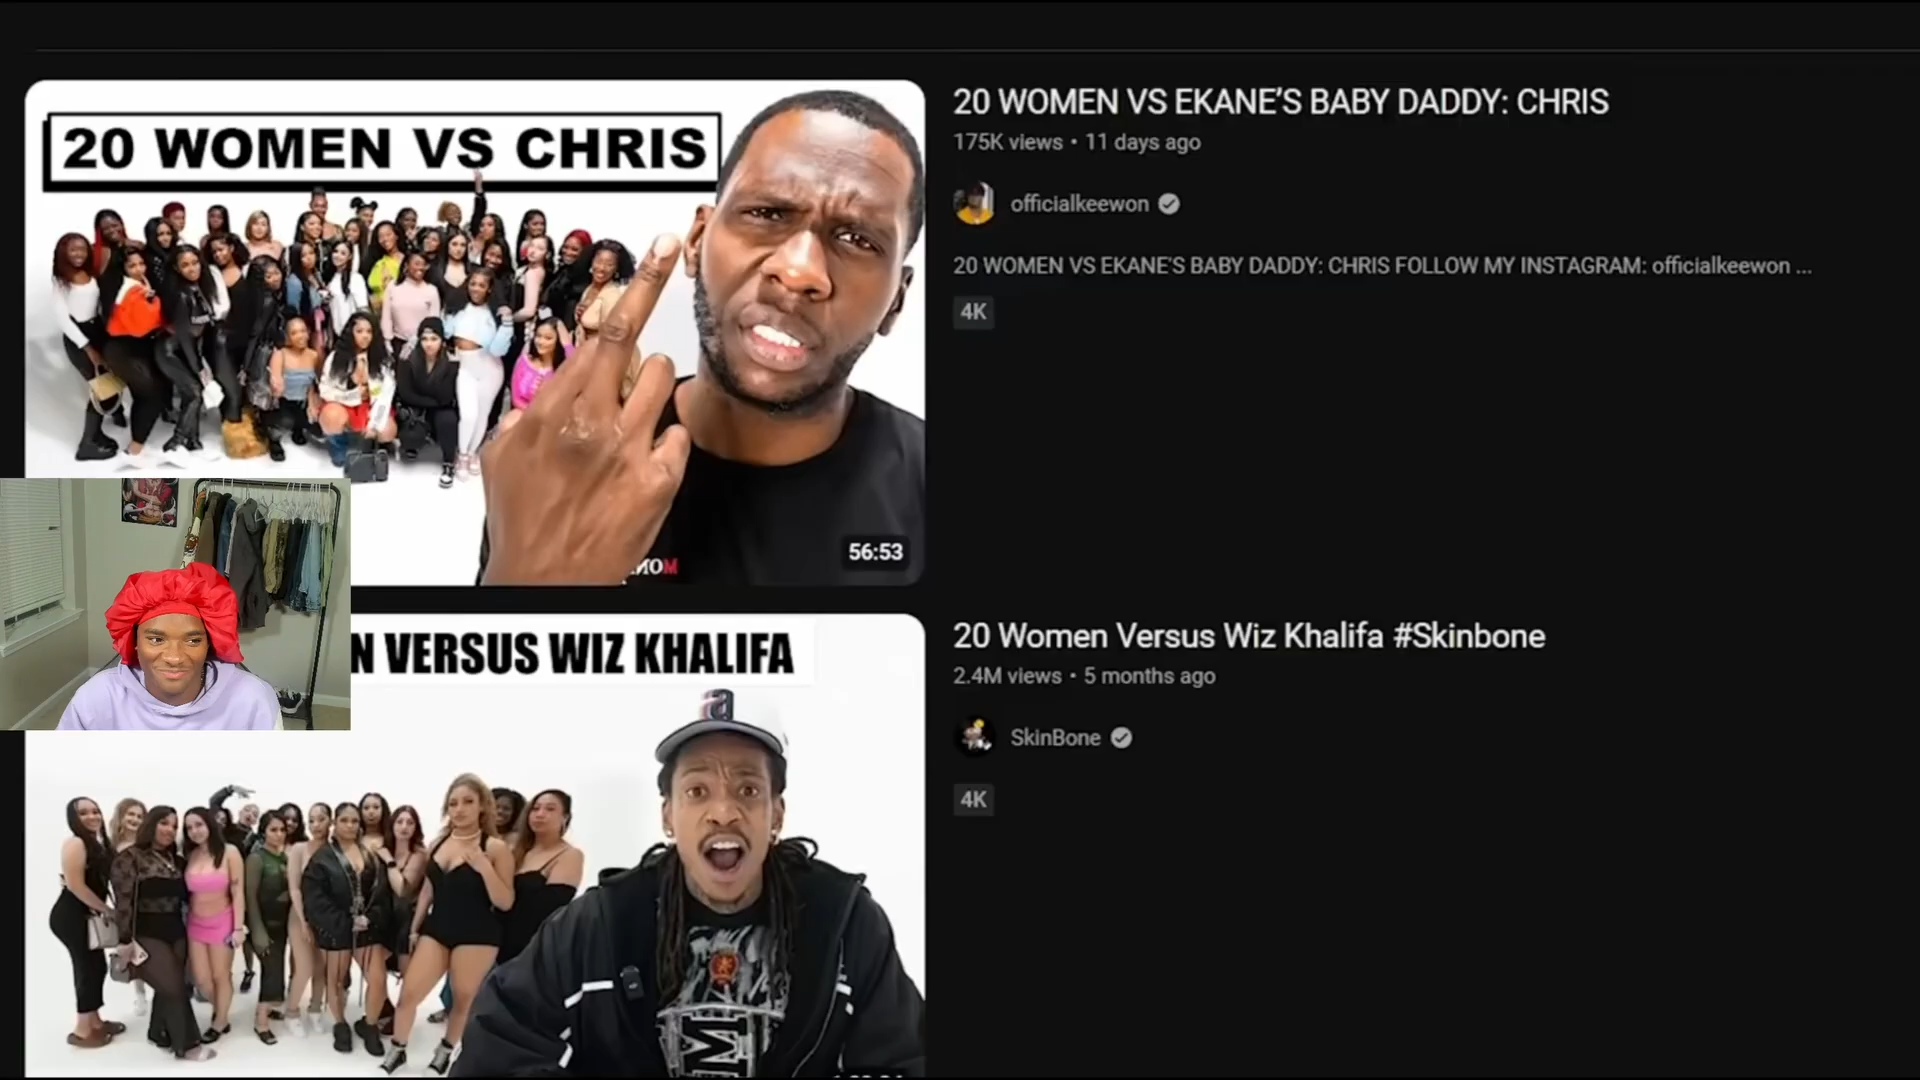 20 WOMEN VS CHRIS
56:53
20 WOMEN VS EKANE'S BABY DADDY: CHRIS
175K views • 11 days ago
officialkeewon
20 WOMEN VS EKANE'S BABY DADDY: CHRIS FOLLOW MY INSTAGRAM: officialkeewon ...
4K
N VERSUS WIZ KHALIFA
20 Women Versus Wiz Khalifa #Skinbone
2.4M views • 5 months ago
SkinBone
4K